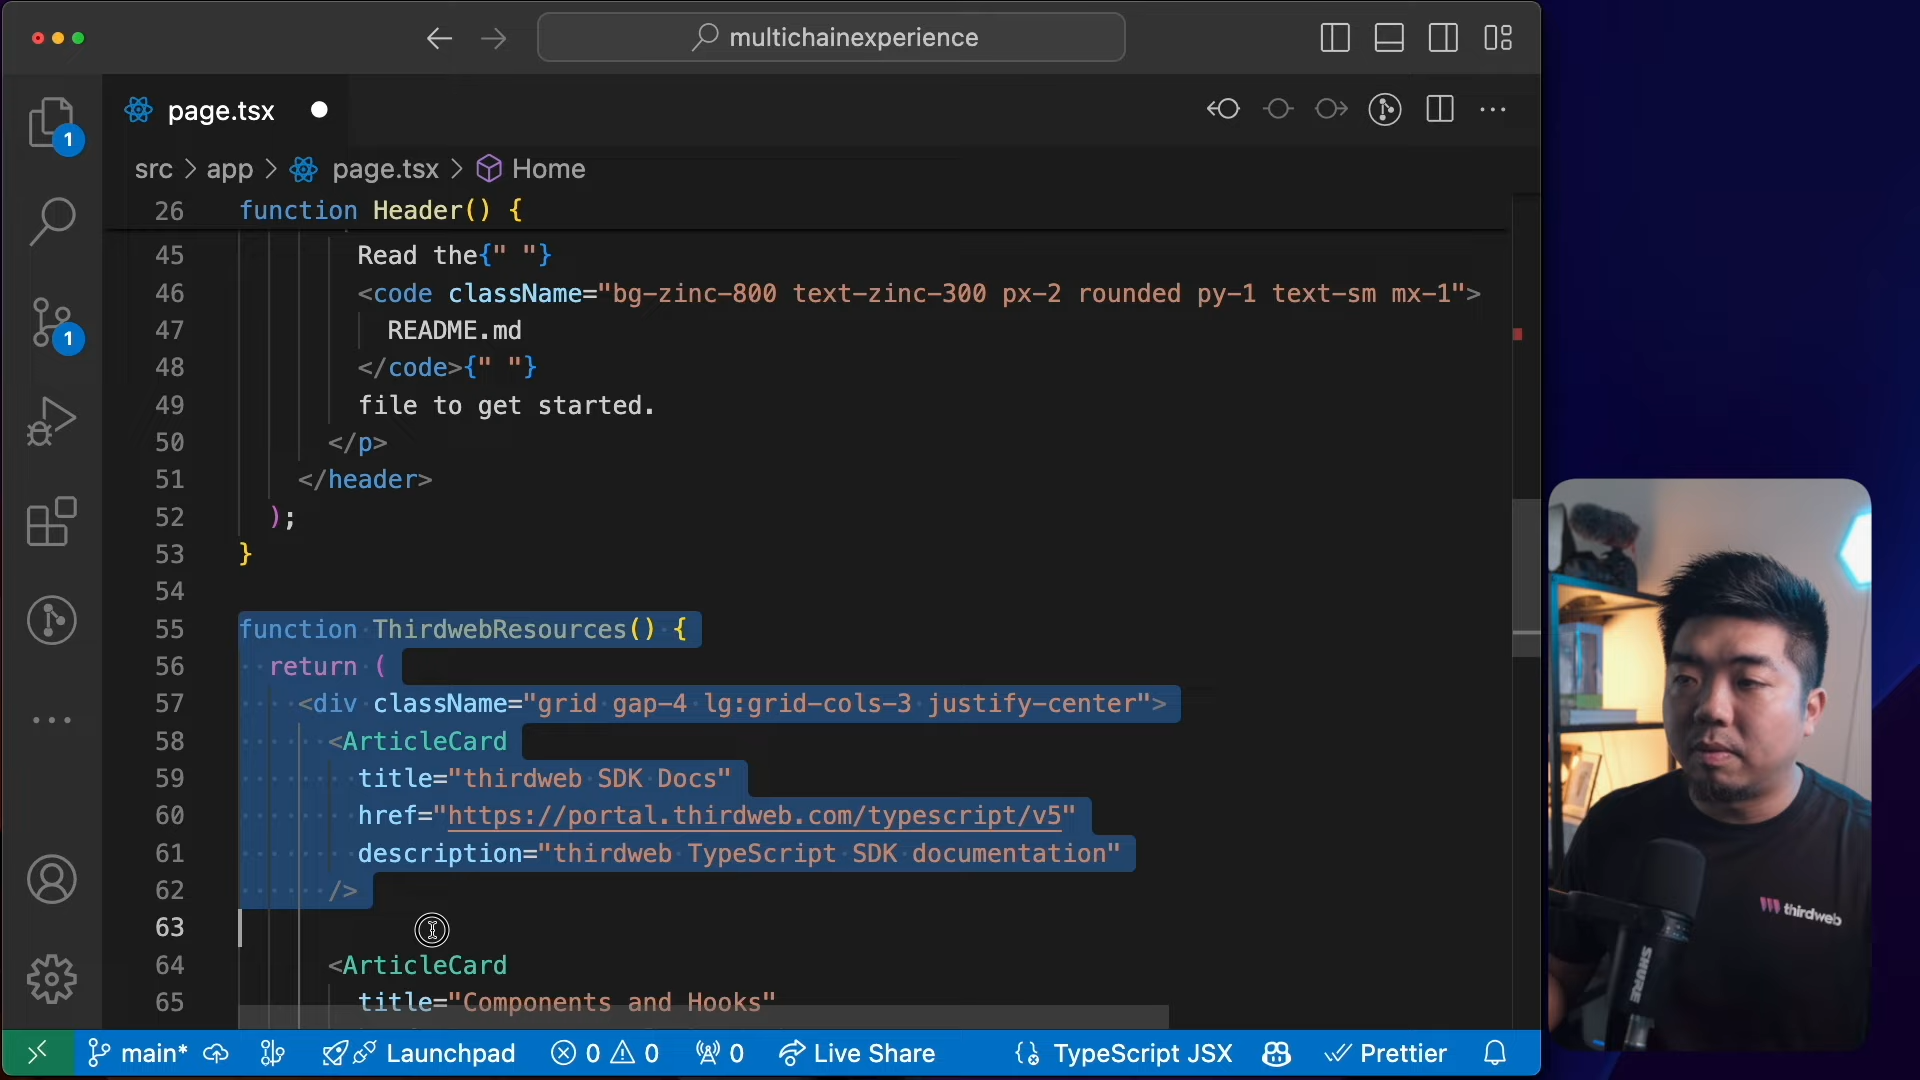 multichainexperience
page.tsx
1
src > app > page.tsx > Home
26 function Header() {
45 Read the{" "}
46 <code className="bg-zinc-800 text-zinc-300 px-2 rounded py-1 text-sm mx-1">
47 README.md
48 </code>{" "}
49 file to get started.
50 </p>
51 </header>
52 );
53 }
54
55 function ThirdwebResources() {
56 return (
57 <div className="grid gap-4 lg:grid-cols-3 justify-center">
58 <ArticleCard
59 title="thirdweb SDK Docs"
60 href="https://portal.thirdweb.com/typescript/v5"
61 description="thirdweb TypeScript SDK documentation"
62 />
63
64 <ArticleCard
65 title="Components and Hooks"
1
main* Launchpad 0 0 0 Live Share TypeScript JSX Prettier
thirdweb
SHURE